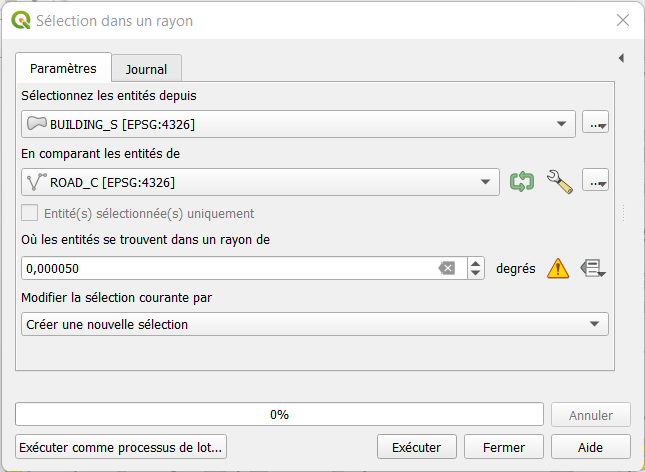 Sélection dans un rayon
Paramètres
Journal
Sélectionnez les entités depuis
BUILDING_S [EPSG:4326]
...
En comparant les entités de
ROAD_C [EPSG:4326]
...
Entité(s) sélectionnée(s) uniquement
Où les entités se trouvent dans un rayon de
0,000050
degrés
Modifier la sélection courante par
Créer une nouvelle sélection
0%
Annuler
Exécuter comme processus de lot...
Exécuter
Fermer
Aide